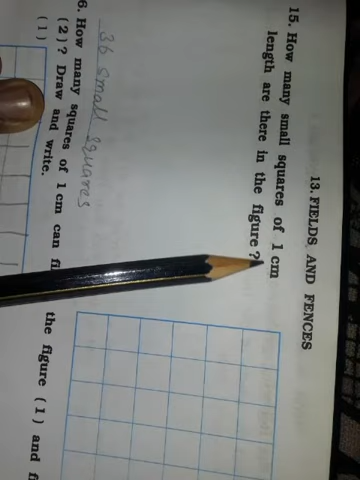 13. FIELDS AND FENCES
15. How many small squares of 1 cm
length are there in the figure ?
36 small squares
6. How many squares of 1 cm can the figure (1) and
(2)? Draw and write.
(1)